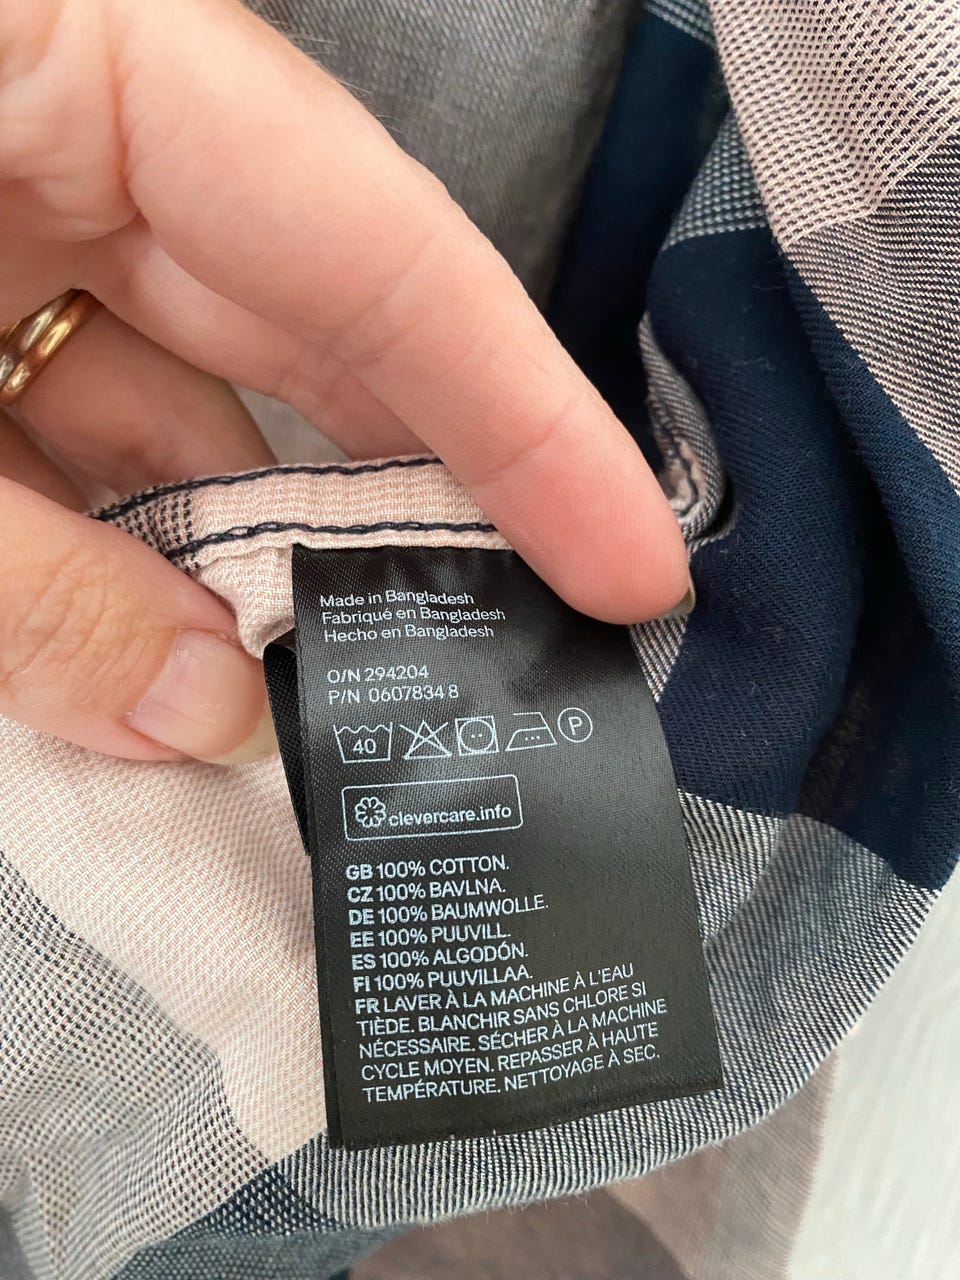 Made in Bangladesh
Fabriqué en Bangladesh
Hecho en Bangladesh
O/N 294204
P/N 0607834 8
40 P
clevercare.info
GB 100% COTTON.
CZ 100% BAVLNA.
DE 100% BAUMWOLLE.
EE 100% PUUVILL.
ES 100% ALGODÓN.
FI 100% PUUVILLAA.
FR LAVER À LA MACHINE À L'EAU
TIÈDE. BLANCHIR SANS CHLORE SI
NÉCESSAIRE. SÉCHER À LA MACHINE
CYCLE MOYEN. REPASSER À HAUTE
TEMPÉRATURE. NETTOYAGE À SEC.